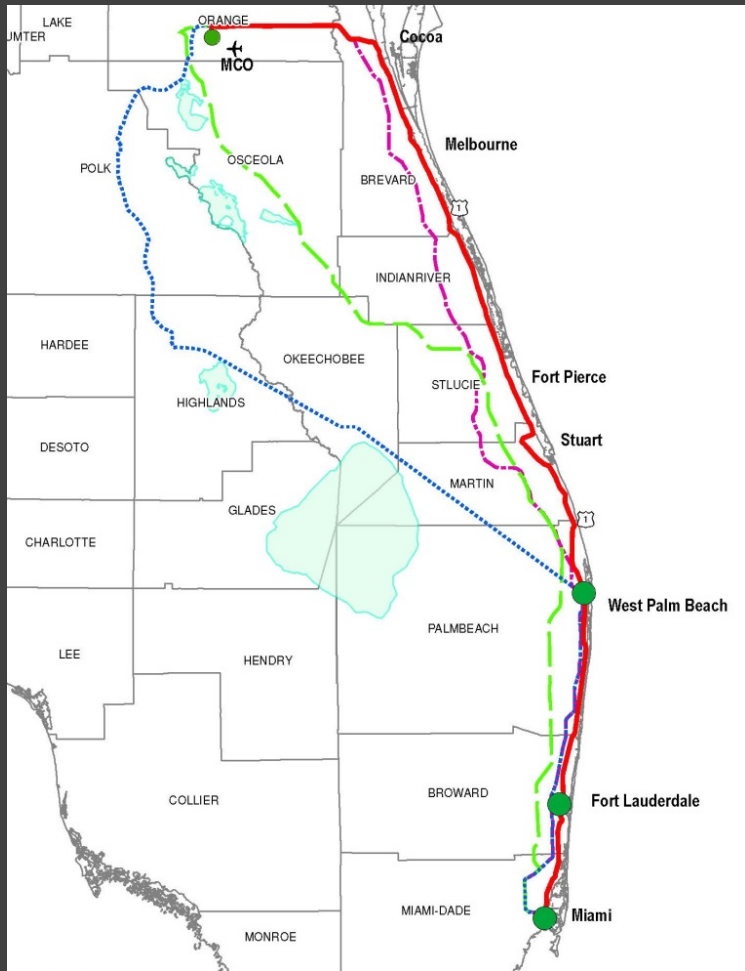 LAKE
ORANGE
UMTER
Cocoa
MCO
Melbourne
OSCEOLA
POLK
BREVARD
1
INDIANRIVER
HARDEE
OKEECHOBEE
Fort Pierce
STLUCIE
HIGHLANDS
Stuart
DESOTO
MARTIN
GLADES
1
CHARLOTTE
West Palm Beach
PALMBEACH
LEE
HENDRY
COLLIER
BROWARD
Fort Lauderdale
MIAMI-DADE
Miami
MONROE